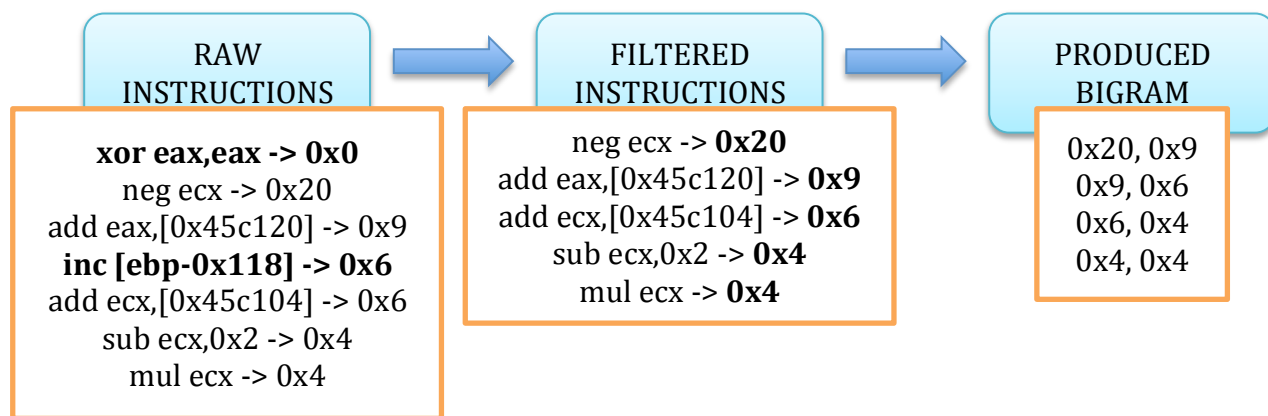 RAW
INSTRUCTIONS
xor eax,eax -> 0x0
neg ecx -> 0x20
add eax,[0x45c120] -> 0x9
inc [ebp-0x118] -> 0x6
add ecx,[0x45c104] -> 0x6
sub ecx,0x2 -> 0x4
mul ecx -> 0x4
FILTERED
INSTRUCTIONS
neg ecx -> 0x20
add eax,[0x45c120] -> 0x9
add ecx,[0x45c104] -> 0x6
sub ecx,0x2 -> 0x4
mul ecx -> 0x4
PRODUCED
BIGRAM
0x20, 0x9
0x9, 0x6
0x6, 0x4
0x4, 0x4